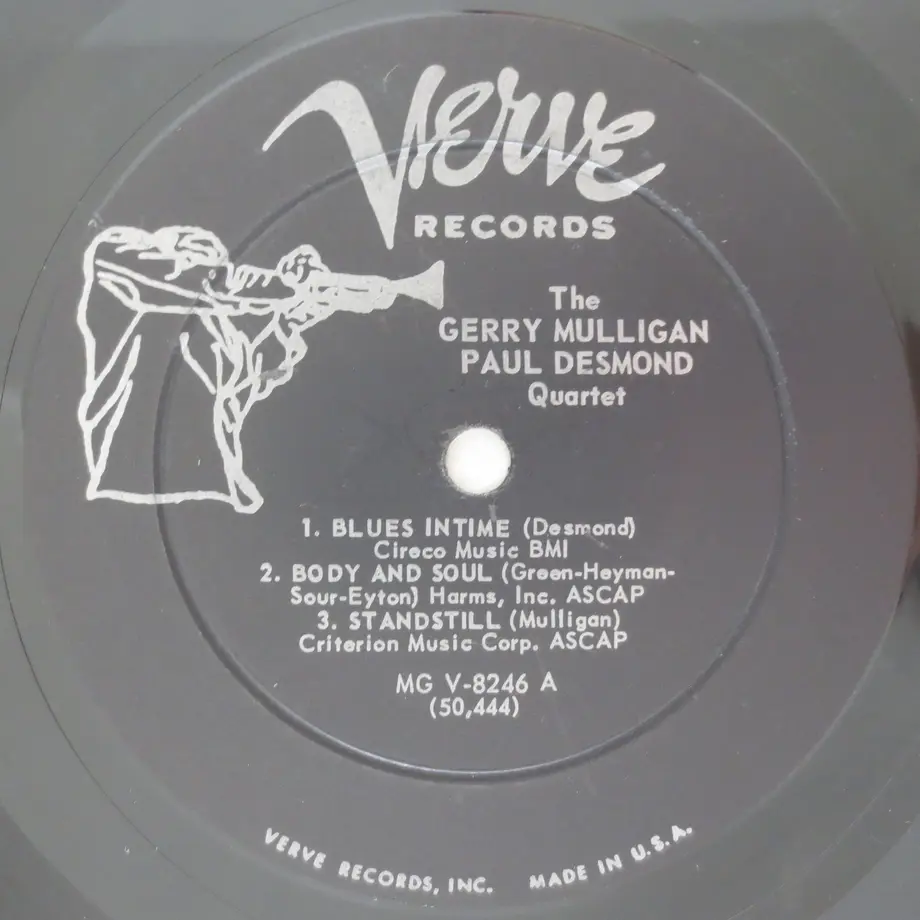 Verve
RECORDS
The
GERRY MULLIGAN
PAUL DESMOND
Quartet
1. BLUES INTIME (Desmond)
Cireco Music BMI
2. BODY AND SOUL (Green-Heyman-
Sour-Eyton) Harms, Inc. ASCAP
3. STANDSTILL (Mulligan)
Criterion Music Corp. ASCAP
MG V-8246 A
(50,444)
VERVE RECORDS, INC. MADE IN U.S.A.